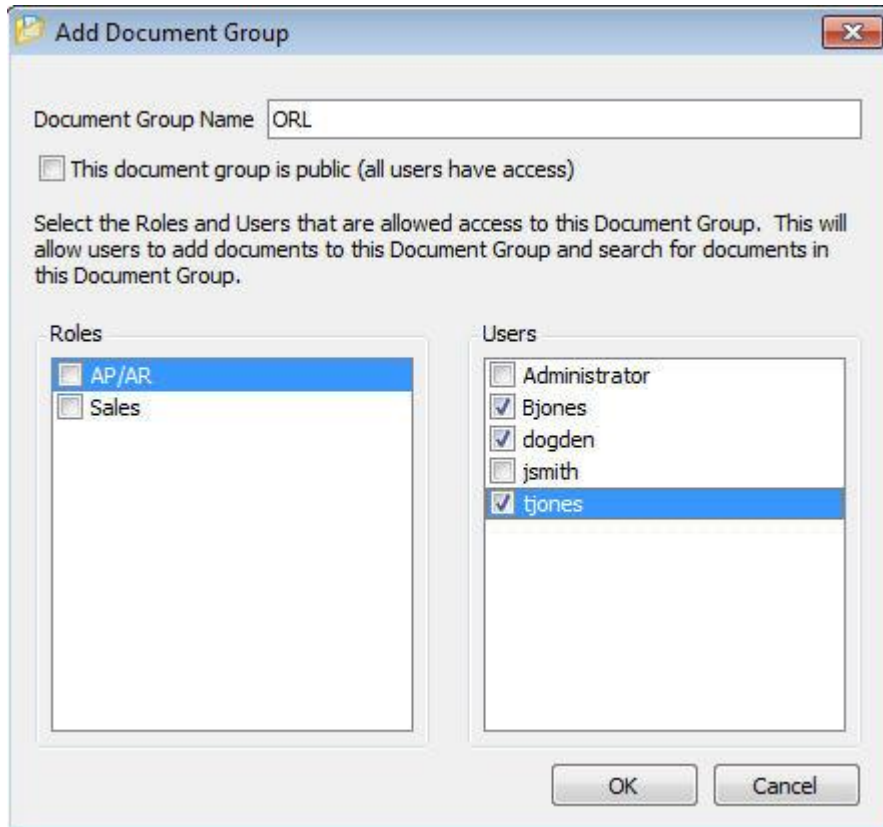 Add Document Group
Document Group Name ORL
This document group is public (all users have access)
Select the Roles and Users that are allowed access to this Document Group. This will
allow users to add documents to this Document Group and search for documents in
this Document Group.
Roles
AP/AR
Sales
Users
Administrator
Bjones
dogden
jsmith
tjones
OK Cancel